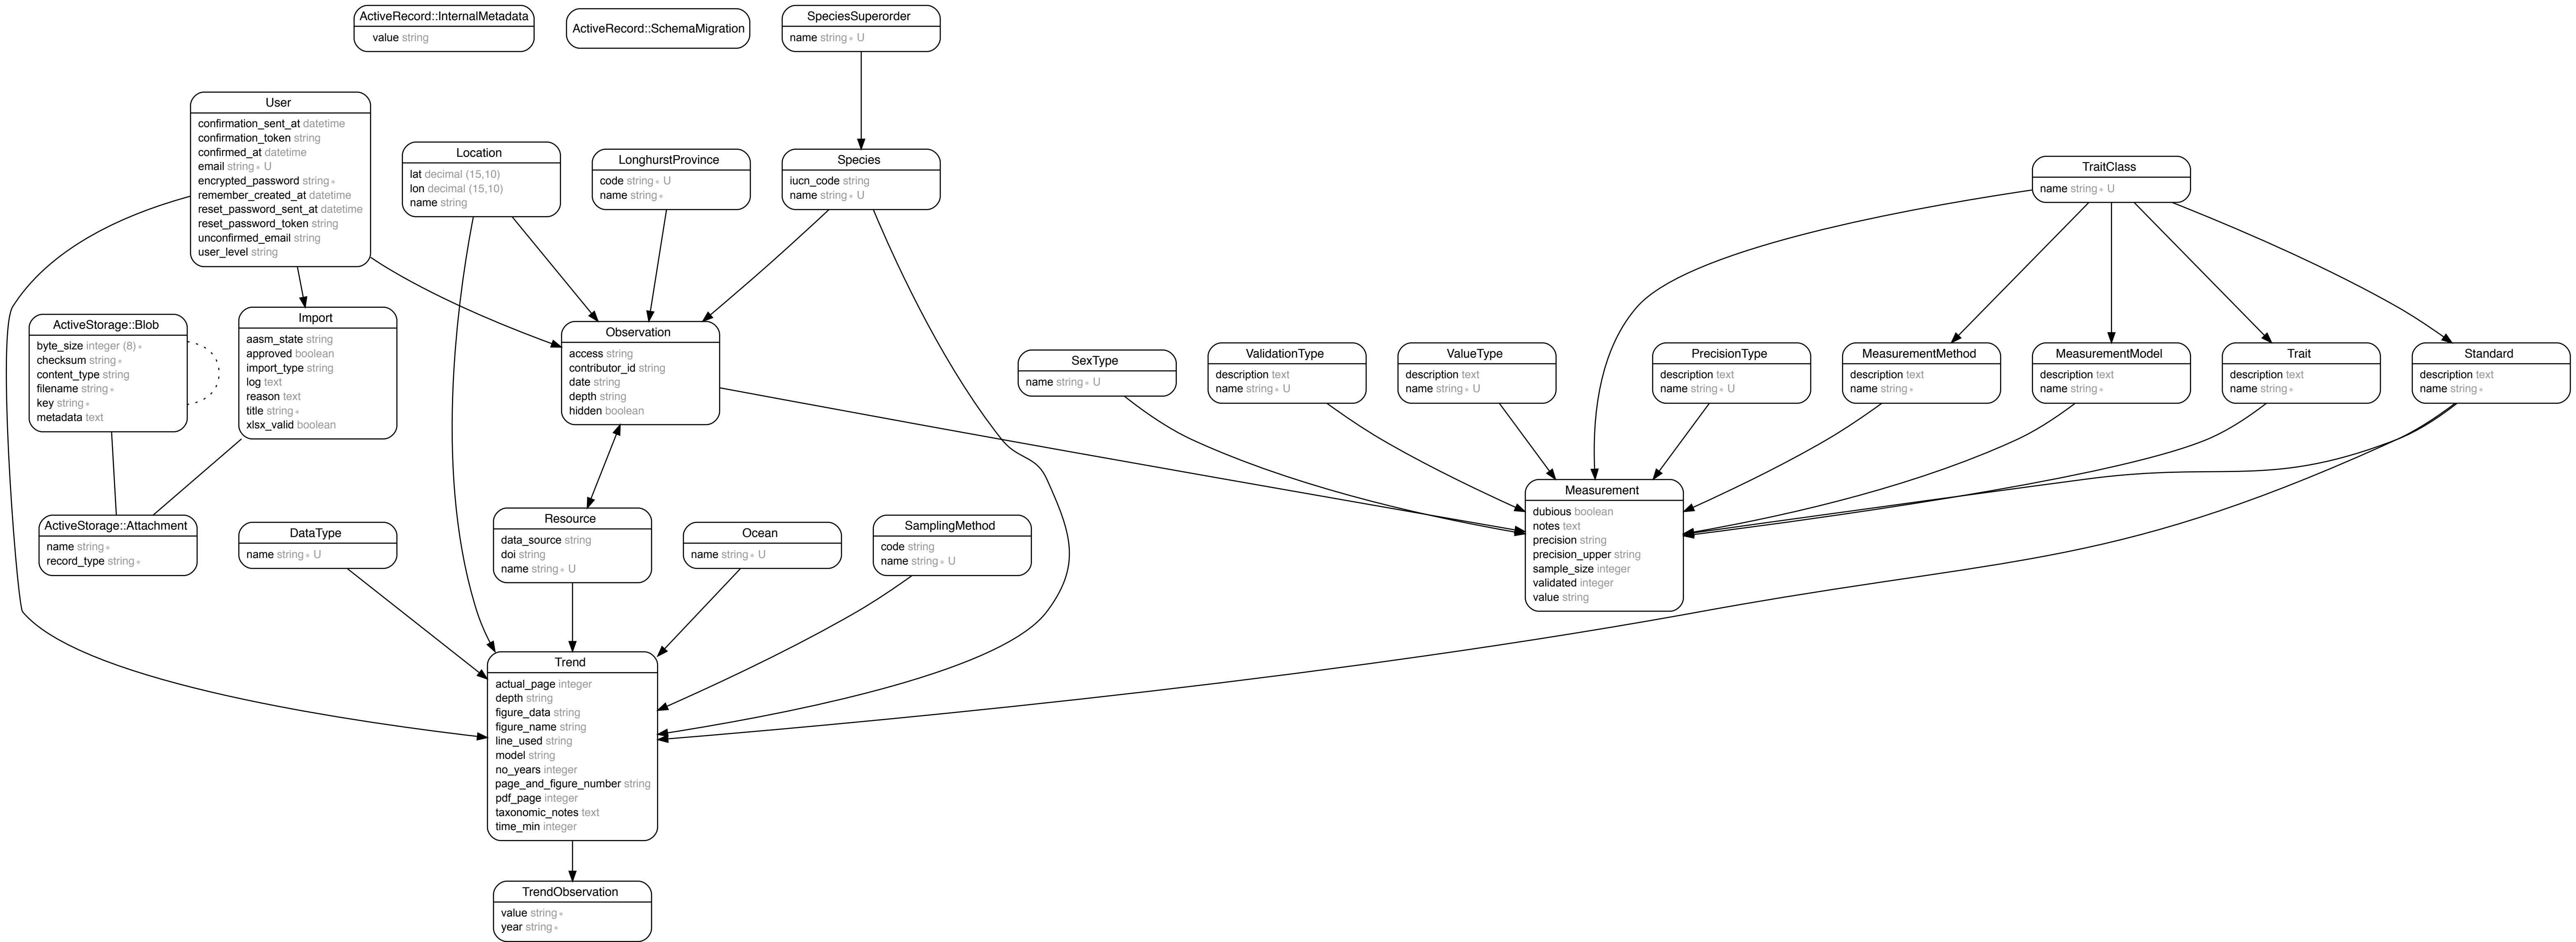 ActiveRecord::InternalMetadata
value string
ActiveRecord::SchemaMigration
SpeciesSuperorder
name string∗ U
User
confirmation_sent_at datetime
confirmation_token string
confirmed_at datetime
email string∗ U
encrypted_password string∗
remember_created_at datetime
reset_password_sent_at datetime
reset_password_token string
unconfirmed_email string
user_level string
Location
lat decimal (15,10)
lon decimal (15,10)
name string
LonghurstProvince
code string∗ U
name string∗
Species
iucn_code string
name string∗ U
TraitClass
name string∗ U
ActiveStorage::Blob
byte_size integer (8)∗
checksum string∗
content_type string
filename string∗
key string∗
metadata text
Import
aasm_state string
approved boolean
import_type string
log text
reason text
title string∗
xlsx_valid boolean
Observation
access string
contributor_id string
date string
depth string
hidden boolean
SexType
name string∗ U
ValidationType
description text
name string∗ U
ValueType
description text
name string∗ U
PrecisionType
description text
name string∗ U
MeasurementMethod
description text
name string∗
MeasurementModel
description text
name string∗
Trait
description text
name string∗
Standard
description text
name string∗
ActiveStorage::Attachment
name string∗
record_type string∗
DataType
name string∗ U
Resource
data_source string
doi string
name string∗ U
Ocean
name string∗ U
SamplingMethod
code string
name string∗ U
Measurement
dubious boolean
notes text
precision string
precision_upper string
sample_size integer
validated integer
value string
Trend
actual_page integer
depth string
figure_data string
figure_name string
line_used string
model string
no_years integer
page_and_figure_number string
pdf_page integer
taxonomic_notes text
time_min integer
TrendObservation
value string∗
year string∗